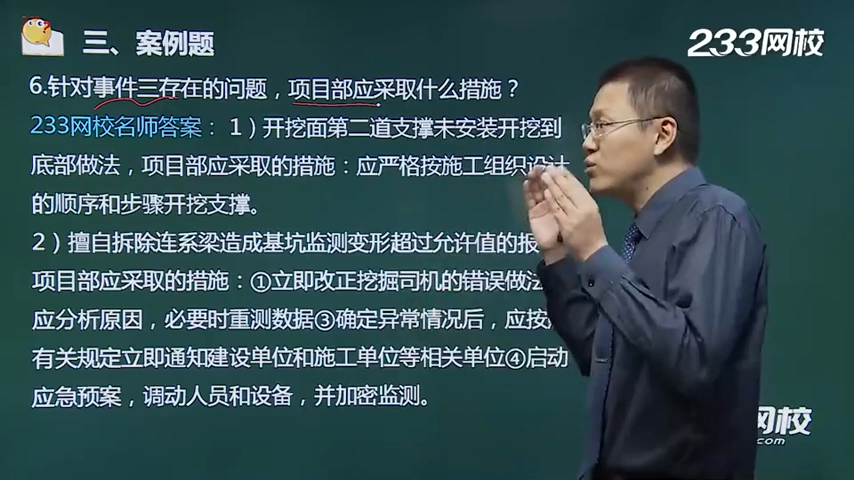 三、案例题
233网校
6.针对事件三存在的问题，项目部应采取什么措施？
233网校名师答案：1）开挖面第二道支撑未安装开挖到
底部做法，项目部应采取的措施：应严格按施工组织设计
的顺序和步骤开挖支撑。
2）擅自拆除连系梁造成基坑监测变形超过允许值的报
项目部应采取的措施：①立即改正挖掘司机的错误做法
应分析原因，必要时重测数据③确定异常情况后，应按
有关规定立即通知建设单位和施工单位等相关单位④启动
应急预案，调动人员和设备，并加密监测。
网校
.com